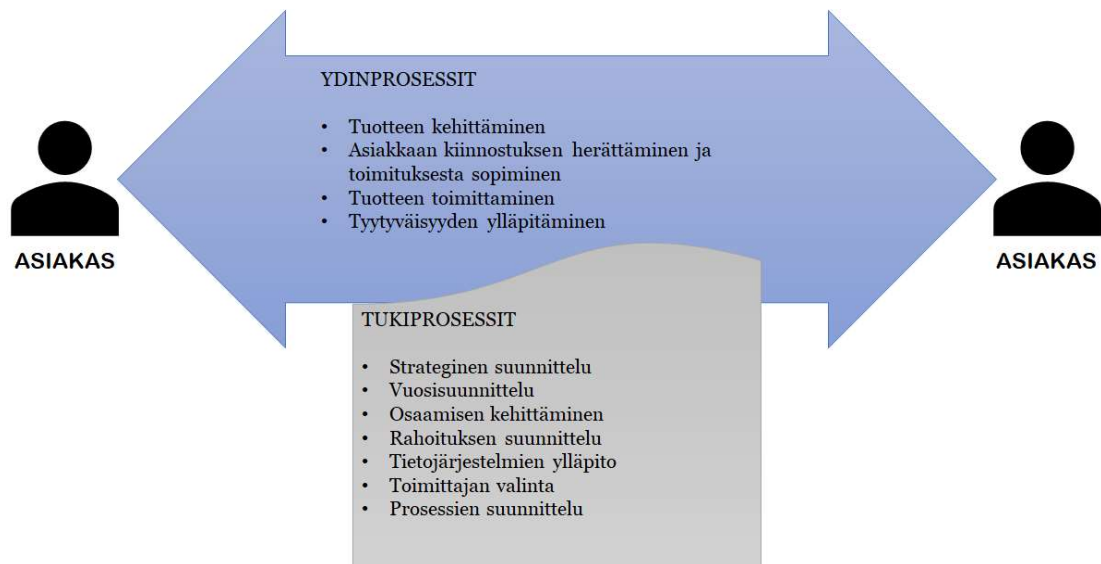 YDINPROSESSIT
• Tuotteen kehittäminen
• Asiakkaan kiinnostuksen herättäminen ja
toimituksesta sopiminen
• Tuotteen toimittaminen
• Tyytyväisyyden ylläpitäminen
ASIAKAS
ASIAKAS
TUKIPROSESSIT
• Strateginen suunnittelu
• Vuosisuunnittelu
• Osaamisen kehittäminen
• Rahoituksen suunnittelu
• Tietojärjestelmien ylläpito
• Toimittajan valinta
• Prosessien suunnittelu